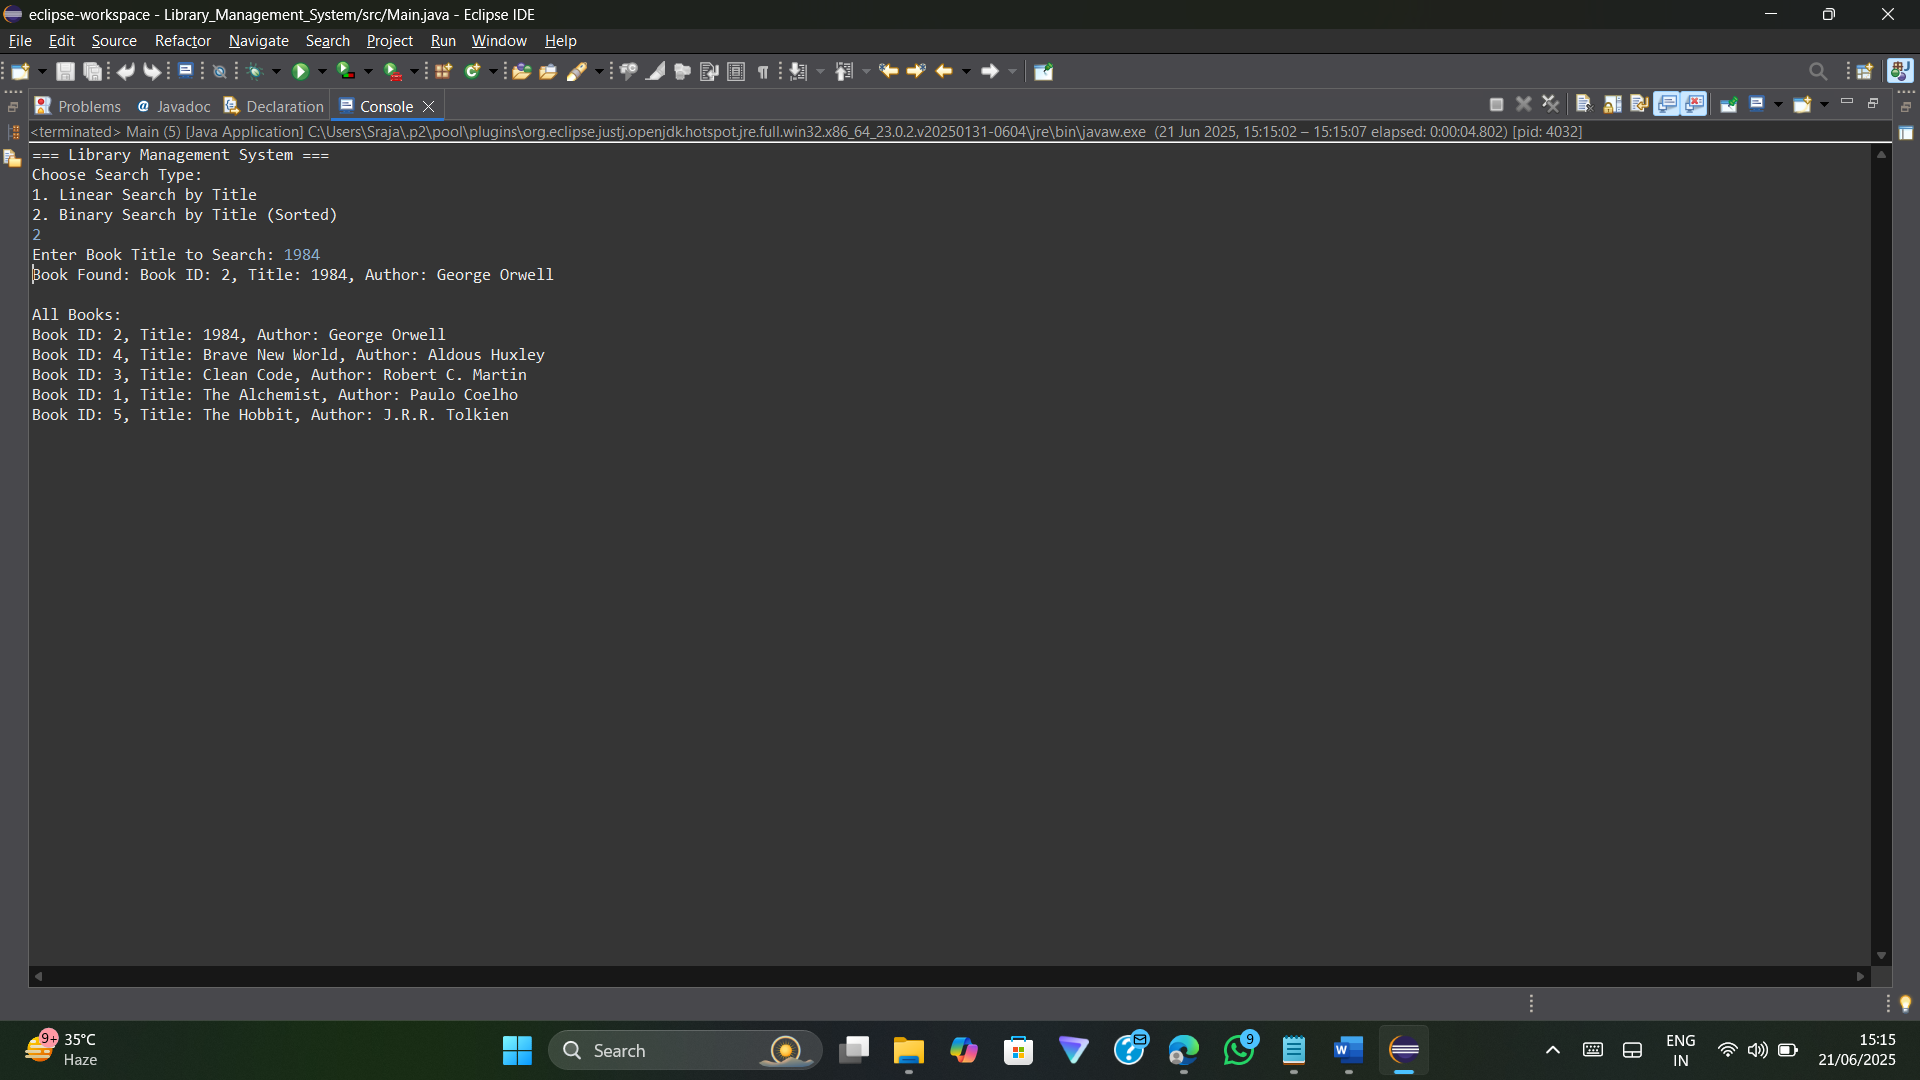 eclipse-workspace - Library_Management_System/src/Main.java - Eclipse IDE
File Edit Source Refactor Navigate Search Project Run Window Help
Problems @ Javadoc Declaration Console
<terminated> Main (5) [Java Application] C:\Users\Sraja\.p2\pool\plugins\org.eclipse.justj.openjdk.hotspot.jre.full.win32.x86_64_23.0.2.v20250131-0604\jre\bin\javaw.exe (21 Jun 2025, 15:15:02 – 15:15:07 elapsed: 0:00:04.802) [pid: 4032]
=== Library Management System ===
Choose Search Type:
1. Linear Search by Title
2. Binary Search by Title (Sorted)
2
Enter Book Title to Search: 1984
Book Found: Book ID: 2, Title: 1984, Author: George Orwell
All Books:
Book ID: 2, Title: 1984, Author: George Orwell
Book ID: 4, Title: Brave New World, Author: Aldous Huxley
Book ID: 3, Title: Clean Code, Author: Robert C. Martin
Book ID: 1, Title: The Alchemist, Author: Paulo Coelho
Book ID: 5, Title: The Hobbit, Author: J.R.R. Tolkien
9+ 35°C
Haze
Search
9
ENG
IN
15:15
21/06/2025